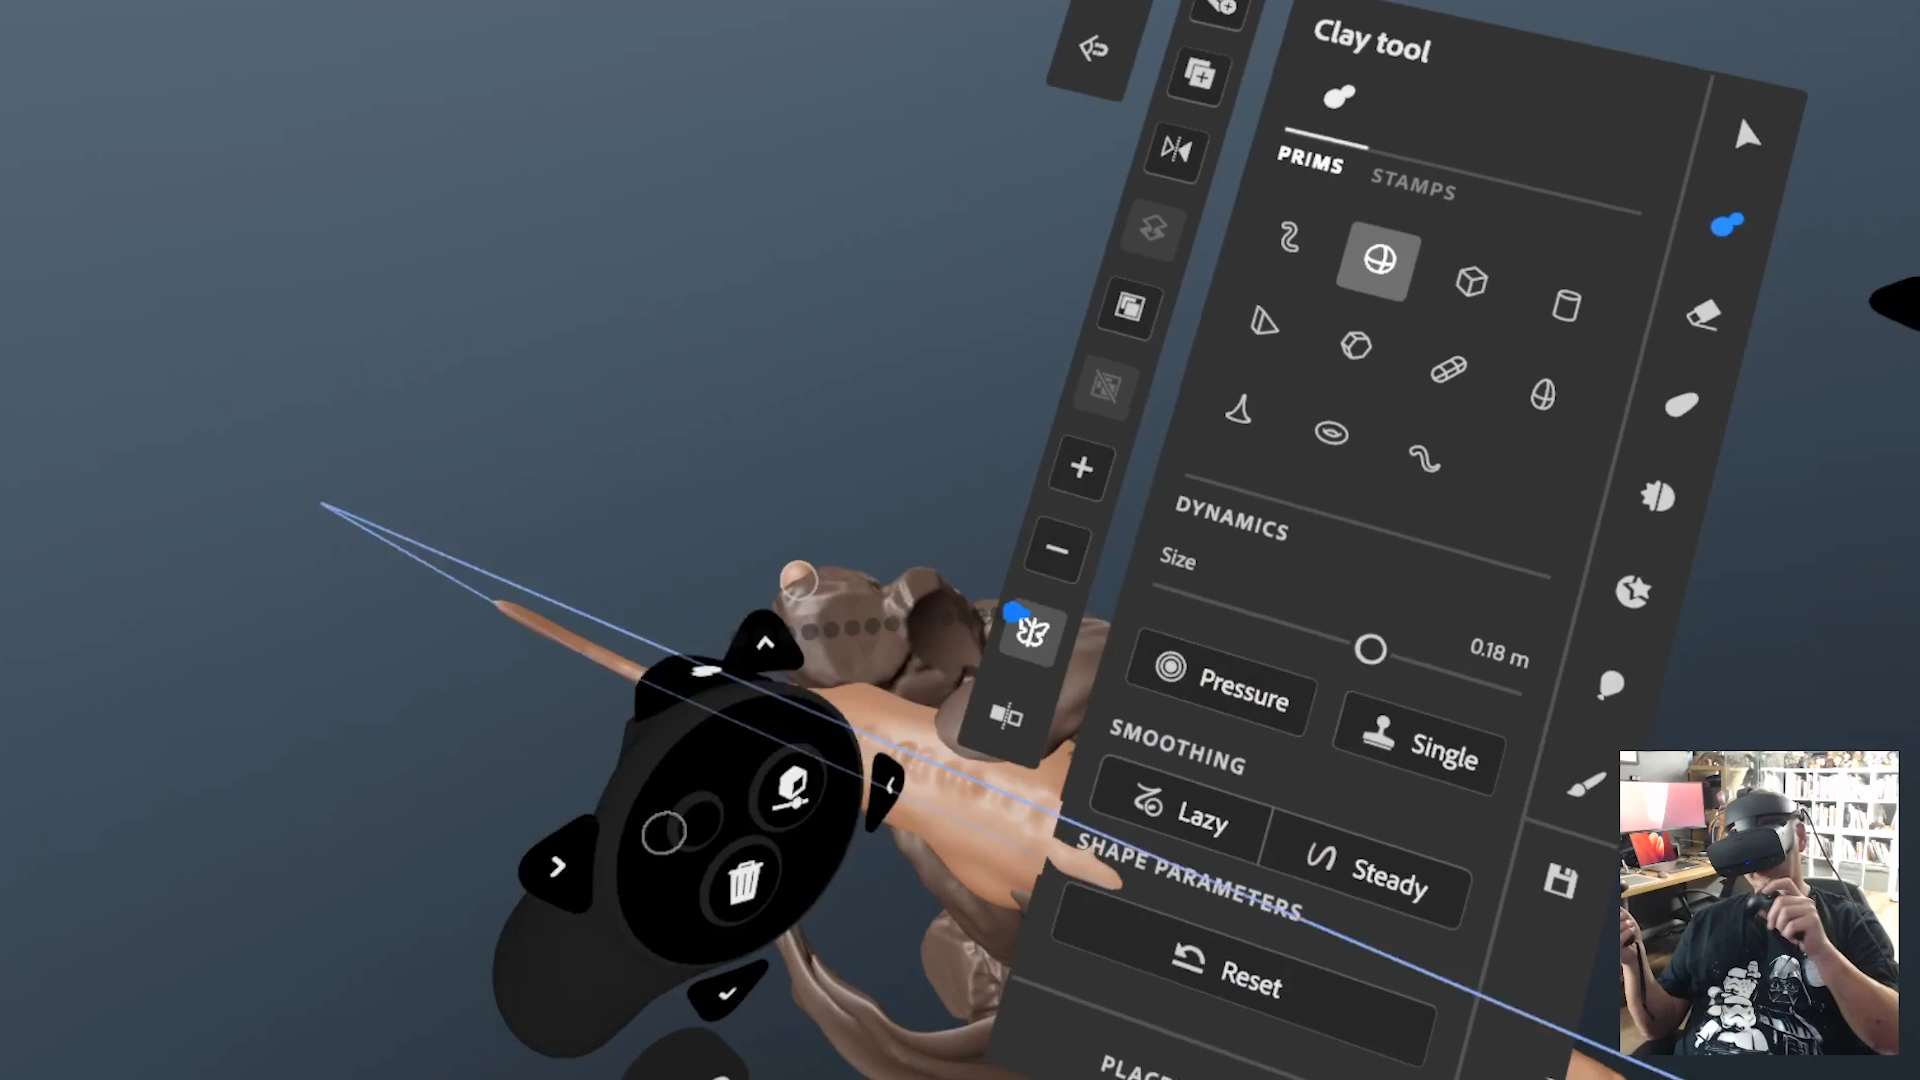 Clay tool
PRIMS STAMPS
DYNAMICS
Size
0.18 m
Pressure Single
SMOOTHING
Lazy Steady
SHAPE PARAMETERS
Reset